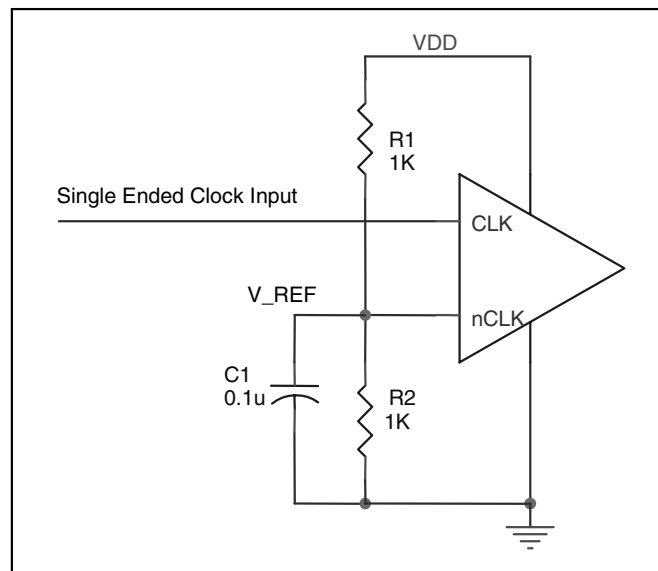 VDD
R1
1K
Single Ended Clock Input
CLK
V_REF
nCLK
C1
0.1u
R2
1K